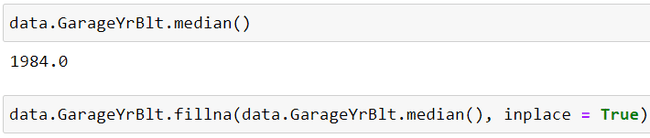 data.GarageYrBlt.median()
1984.0
data.GarageYrBlt.fillna(data.GarageYrBlt.median(), inplace = True)